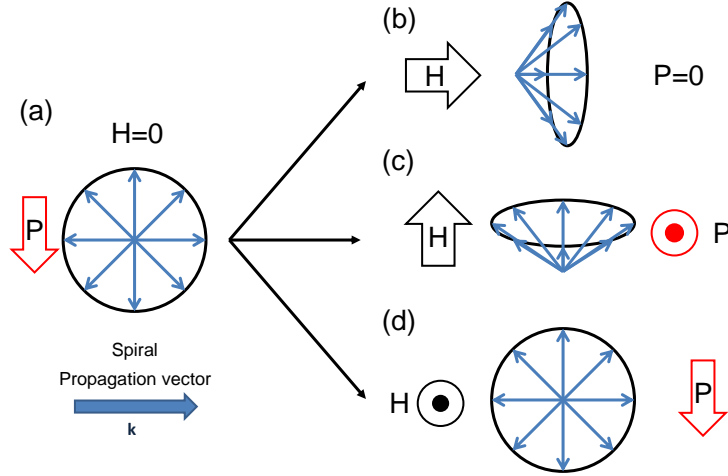 (a)
H=0
P
Spiral
Propagation vector
k
(b)
H
P=0
(c)
H
P
(d)
H
P